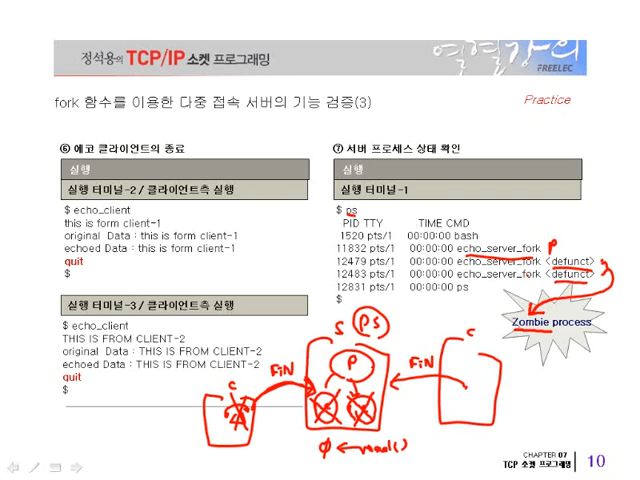 정석용의 TCP/IP 소켓 프로그래밍
열혈강의
FREELEC
fork 함수를 이용한 다중 접속 서버의 기능 검증(3)
Practice
⑥ 에코 클라이언트의 종료
실행
실행 터미널-2/ 클라이언트측 실행
$ echo_client
this is form client-1
original Data : this is form client-1
echoed Data : this is form client-1
quit
$
실행 터미널-3/ 클라이언트측 실행
$ echo_client
THIS IS FROM CLIENT-2
original Data : THIS IS FROM CLIENT-2
echoed Data : THIS IS FROM CLIENT-2
quit
$
⑦ 서버 프로세스 상태 확인
실행
실행 터미널-1
$ ps
PID TTY TIME CMD
1520 pts/1 00:00:00 bash
11832 pts/1 00:00:00 echo_server_fork
P
12479 pts/1 00:00:00 echo_server_fork <defunct>
12483 pts/1 00:00:00 echo_server_fork <defunct>
12831 pts/1 00:00:00 ps
$
Zombie process
S
ps
C
P
FiN
FiN
C
read()
CHAPTER 07
TCP 소켓 프로그래밍
10